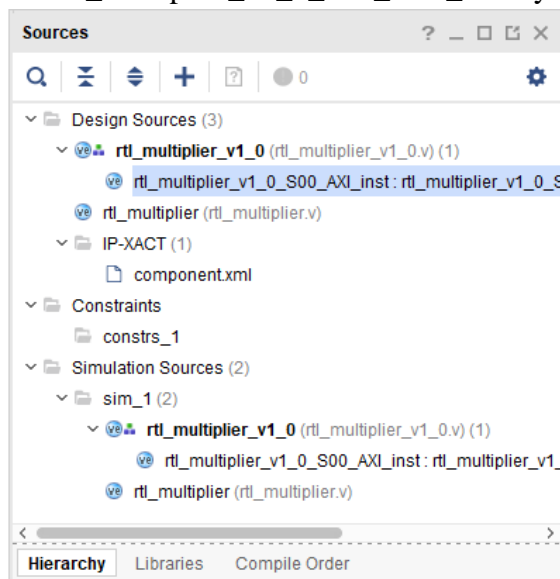 Sources ? _ 
0
Design Sources (3)
rtl_multiplier_v1_0 (rtl_multiplier_v1_0.v) (1)
rtl_multiplier_v1_0_S00_AXI_inst : rtl_multiplier_v1_0_S
rtl_multiplier (rtl_multiplier.v)
IP-XACT (1)
component.xml
Constraints
constrs_1
Simulation Sources (2)
sim_1 (2)
rtl_multiplier_v1_0 (rtl_multiplier_v1_0.v) (1)
rtl_multiplier_v1_0_S00_AXI_inst : rtl_multiplier_v1_
rtl_multiplier (rtl_multiplier.v)
Hierarchy Libraries Compile Order